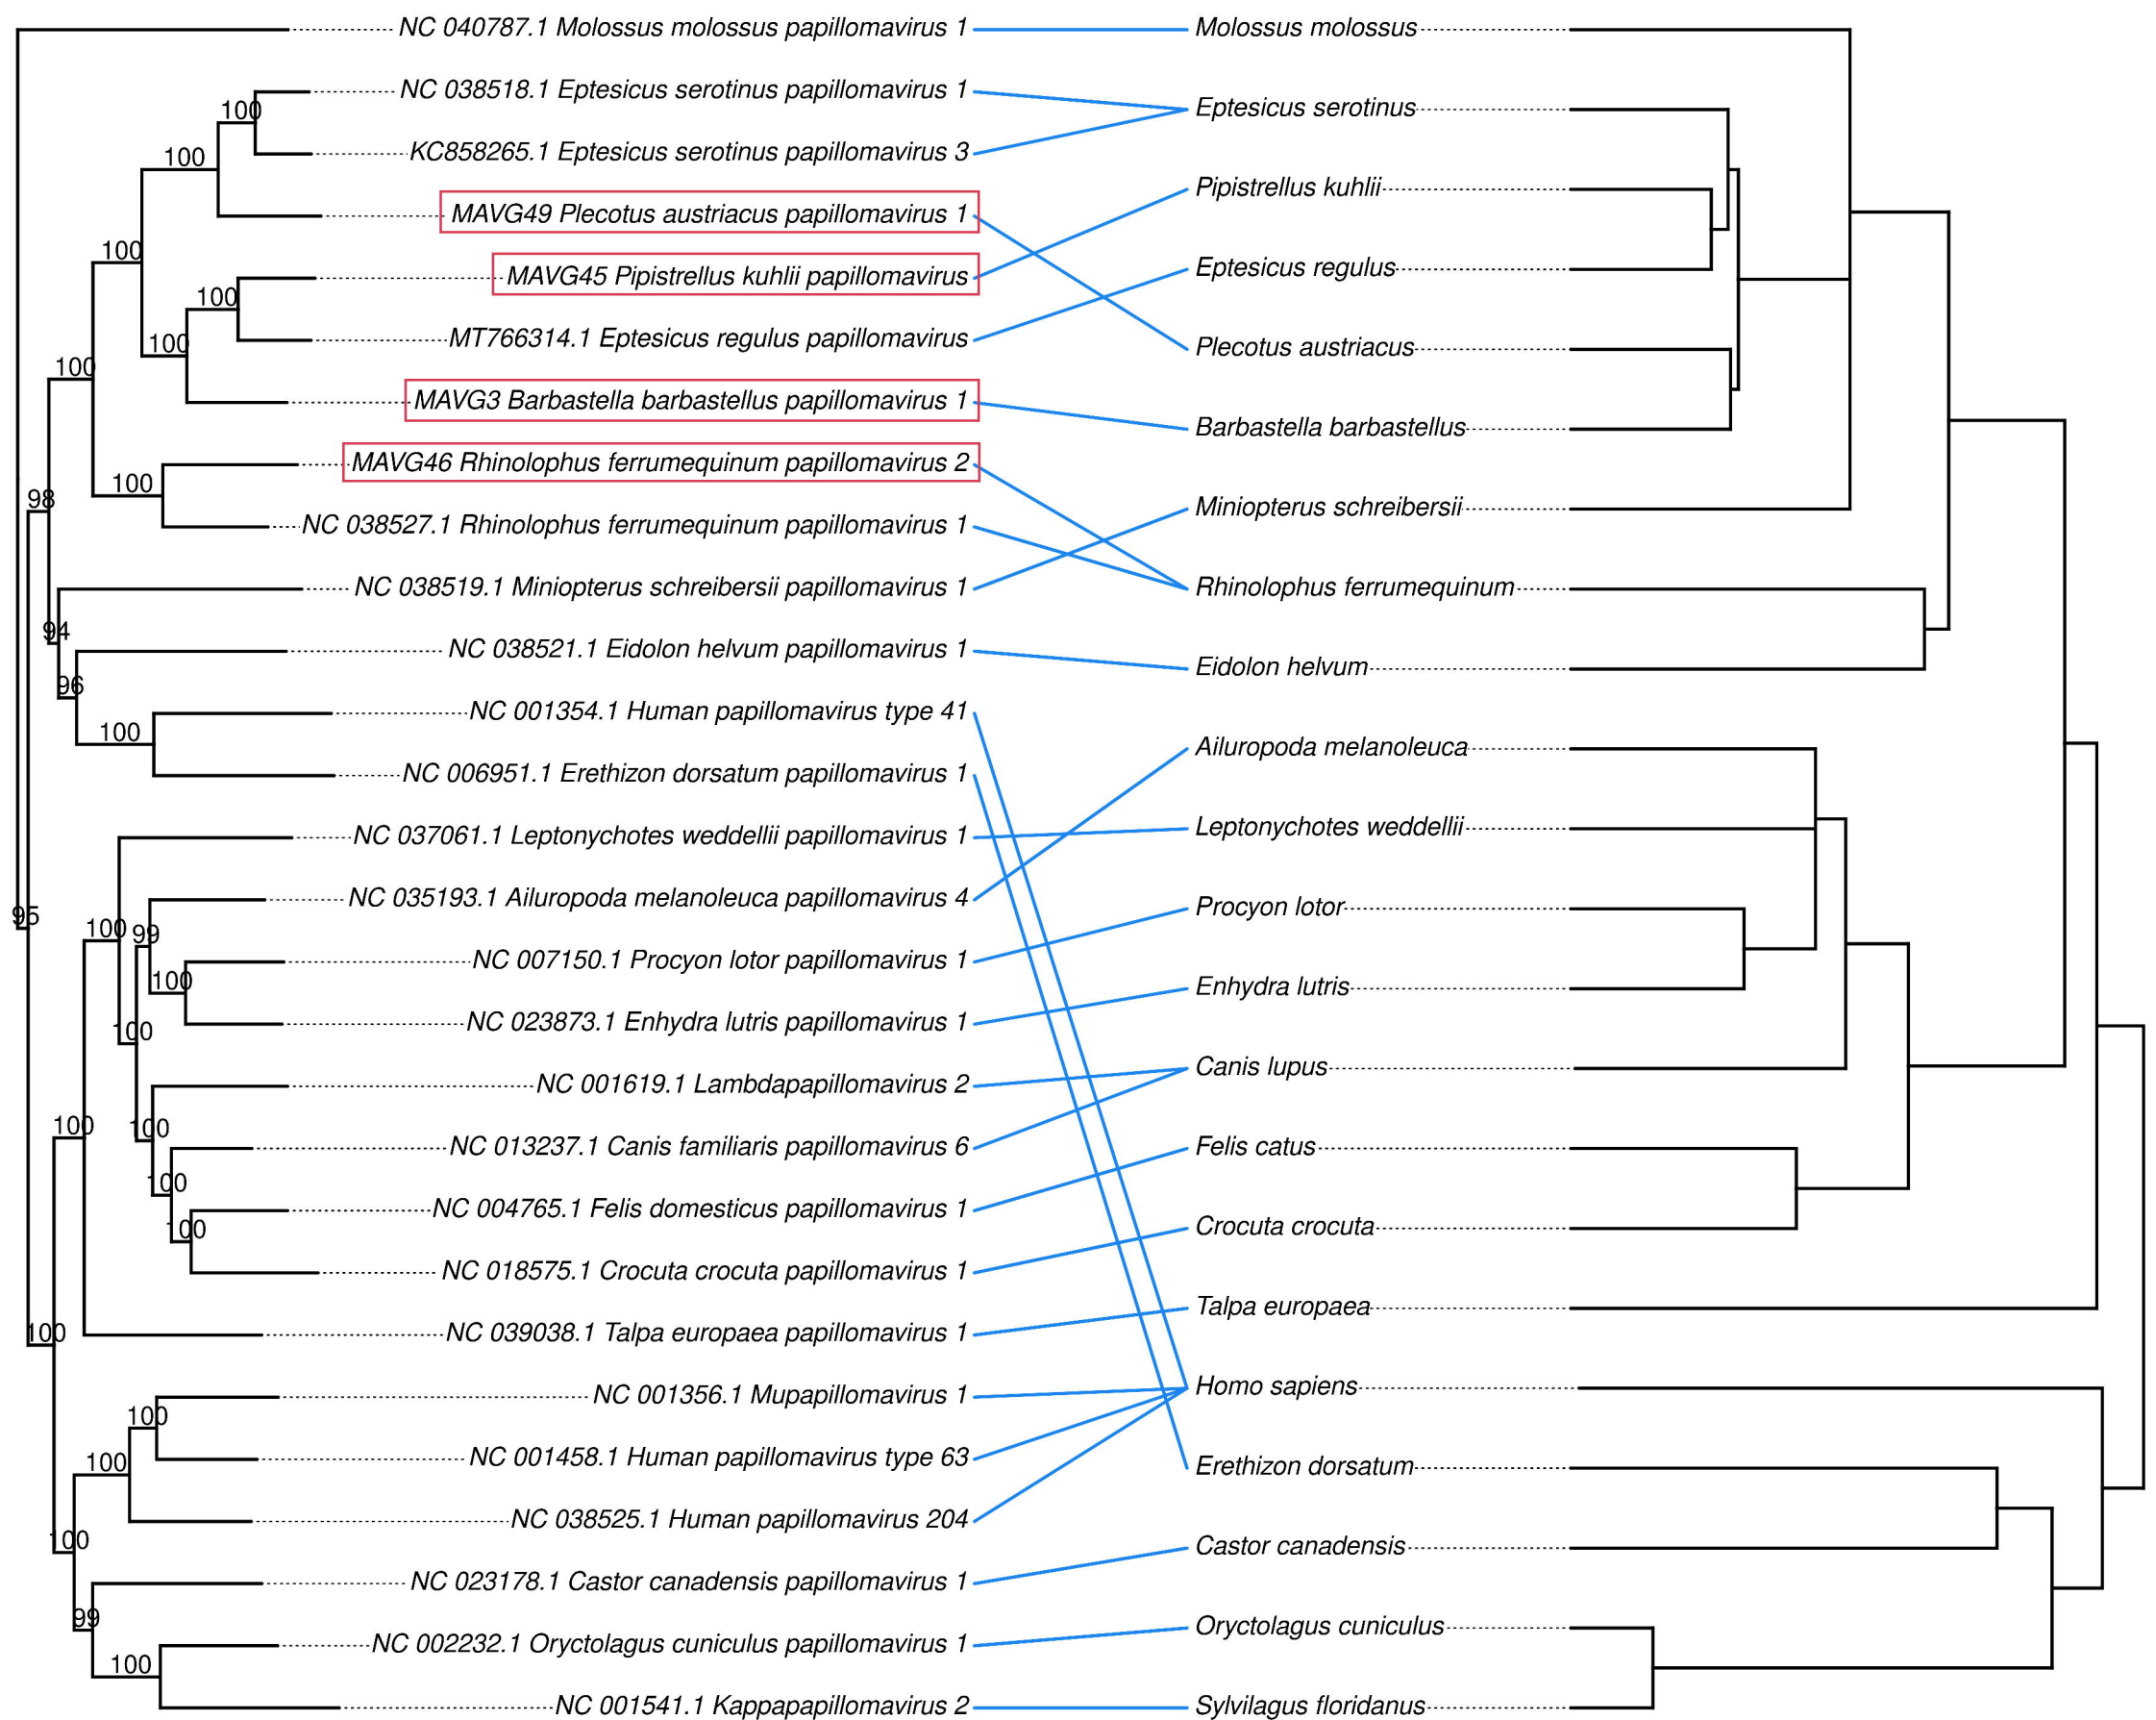 NC 040787.1 Molossus molossus papillomavirus 1
NC 038518.1 Eptesicus serotinus papillomavirus 1
100
KC858265.1 Eptesicus serotinus papillomavirus 3
100
MAVG49 Plecotus austriacus papillomavirus 1
100
MAVG45 Pipistrellus kuhlii papillomavirus
100
MT766314.1 Eptesicus regulus papillomavirus
100
100
MAVG3 Barbastella barbastellus papillomavirus 1
MAVG46 Rhinolophus ferrumequinum papillomavirus 2
100
98
NC 038527.1 Rhinolophus ferrumequinum papillomavirus 1
NC 038519.1 Miniopterus schreibersii papillomavirus 1
94
NC 038521.1 Eidolon helvum papillomavirus 1
96
NC 001354.1 Human papillomavirus type 41
100
NC 006951.1 Erethizon dorsatum papillomavirus 1
NC 037061.1 Leptonychotes weddellii papillomavirus 1
NC 035193.1 Ailuropoda melanoleuca papillomavirus 4
95
100
99
NC 007150.1 Procyon lotor papillomavirus 1
100
NC 023873.1 Enhydra lutris papillomavirus 1
100
NC 001619.1 Lambdapapillomavirus 2
100
100
NC 013237.1 Canis familiaris papillomavirus 6
100
NC 004765.1 Felis domesticus papillomavirus 1
100
NC 018575.1 Crocuta crocuta papillomavirus 1
100
NC 039038.1 Talpa europaea papillomavirus 1
NC 001356.1 Mupapillomavirus 1
100
NC 001458.1 Human papillomavirus type 63
100
NC 038525.1 Human papillomavirus 204
100
NC 023178.1 Castor canadensis papillomavirus 1
99
NC 002232.1 Oryctolagus cuniculus papillomavirus 1
100
NC 001541.1 Kappapapillomavirus 2
Molossus molossus
Eptesicus serotinus
Pipistrellus kuhlii
Eptesicus regulus
Plecotus austriacus
Barbastella barbastellus
Miniopterus schreibersii
Rhinolophus ferrumequinum
Eidolon helvum
Ailuropoda melanoleuca
Leptonychotes weddellii
Procyon lotor
Enhydra lutris
Canis lupus
Felis catus
Crocuta crocuta
Talpa europaea
Homo sapiens
Erethizon dorsatum
Castor canadensis
Oryctolagus cuniculus
Sylvilagus floridanus